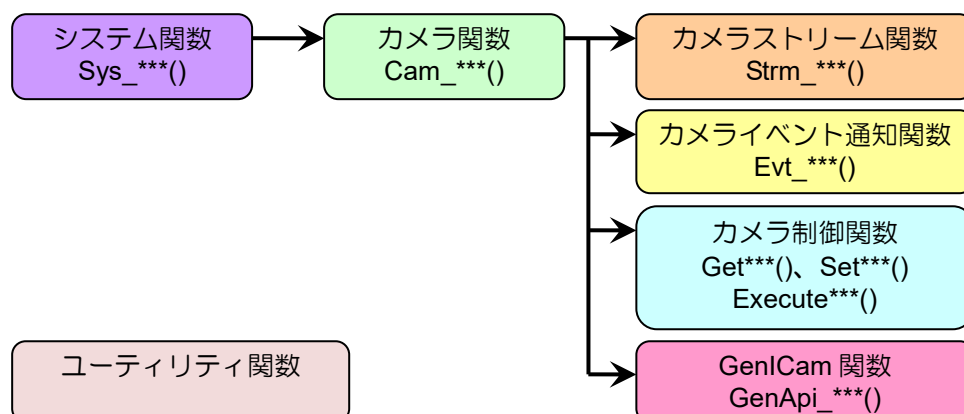 システム関数
Sys_***()
カメラ関数
Cam_***()
カメラストリーム関数
Strm_***()
カメライベント通知関数
Evt_***()
カメラ制御関数
Get***()、Set***()
Execute***()
GenICam 関数
GenApi_***()
ユーティリティ関数